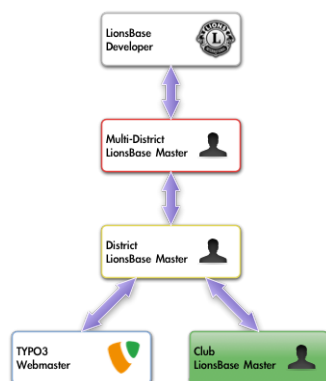 LionsBase
Developer
L
Multi-District
LionsBase Master
District
LionsBase Master
TYPO3
Webmaster
Club
LionsBase Master